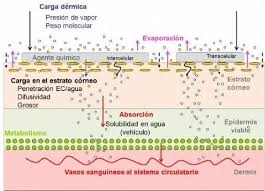 Carga dérmica
Presión de vapor
Peso molecular
Evaporación
Agente químico
Intercelular
Transcelular
Carga en el estrato córneo
Penetración EC/agua
Difusividad
Grosor
Estrato
córneo
Absorción
Solubilidad en agua
(vehículo)
Epidermis
viable
Metabolismo
Vasos sanguíneos al sistema circulatorio
Dermis